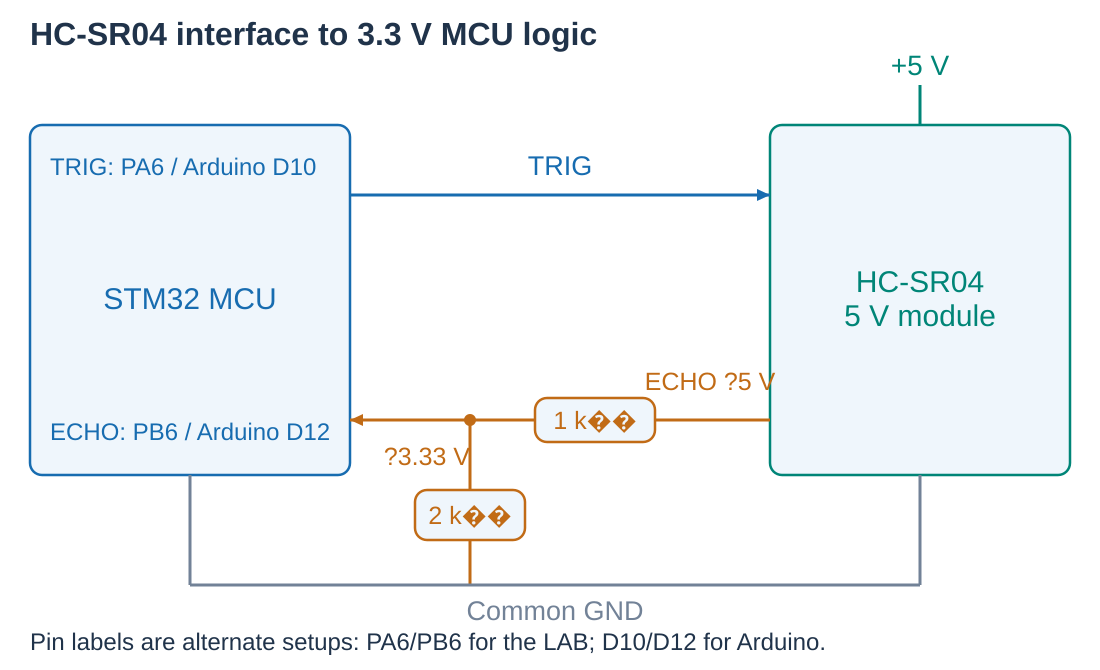 HC-SR04 interface to 3.3 V MCU logic
+5 V
TRIG: PA6 / Arduino D10
TRIG
STM32 MCU
HC-SR04
5 V module
ECHO ?5 V
1 k��
ECHO: PB6 / Arduino D12
?3.33 V
2 k��
Common GND
Pin labels are alternate setups: PA6/PB6 for the LAB; D10/D12 for Arduino.